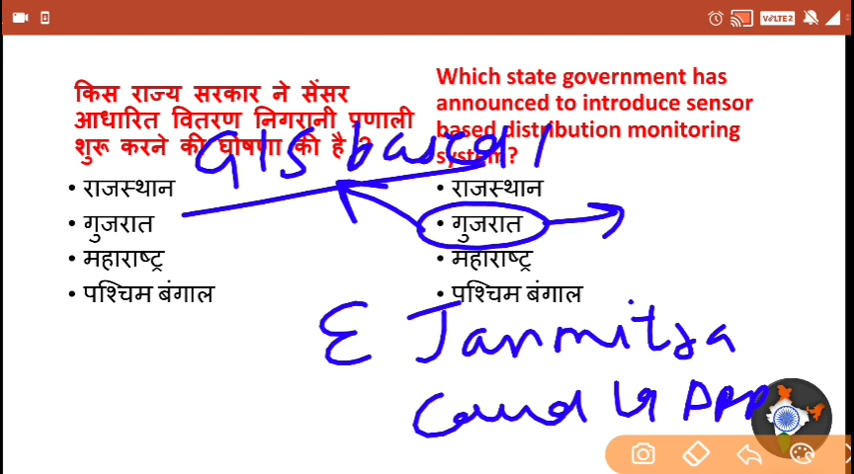 VoLTE2
किस राज्य सरकार ने सेंसर
आधारित वितरण निगरानी प्रणाली
शुरू करने की घोषणा की है ?
• राजस्थान
• गुजरात
• महाराष्ट्र
• पश्चिम बंगाल
Which state government has
announced to introduce sensor
based distribution monitoring
system?
• राजस्थान
• गुजरात
• महाराष्ट्र
• पश्चिम बंगाल
GIS based
E Janmitra